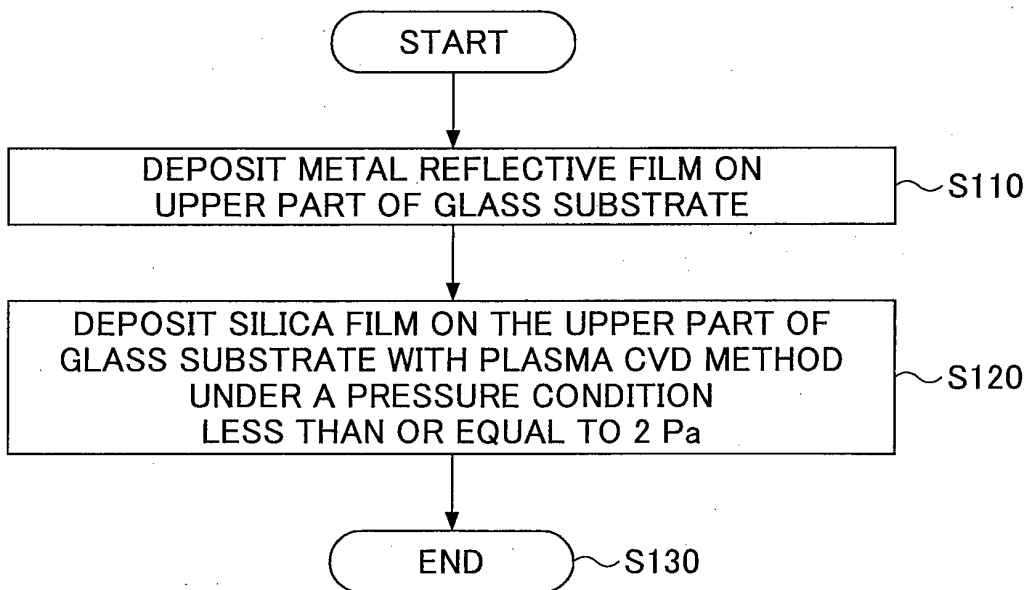 START
DEPOSIT METAL REFLECTIVE FILM ON
UPPER PART OF GLASS SUBSTRATE
S110
DEPOSIT SILICA FILM ON THE UPPER PART OF
GLASS SUBSTRATE WITH PLASMA CVD METHOD
UNDER A PRESSURE CONDITION
LESS THAN OR EQUAL TO 2 Pa
S120
END
S130